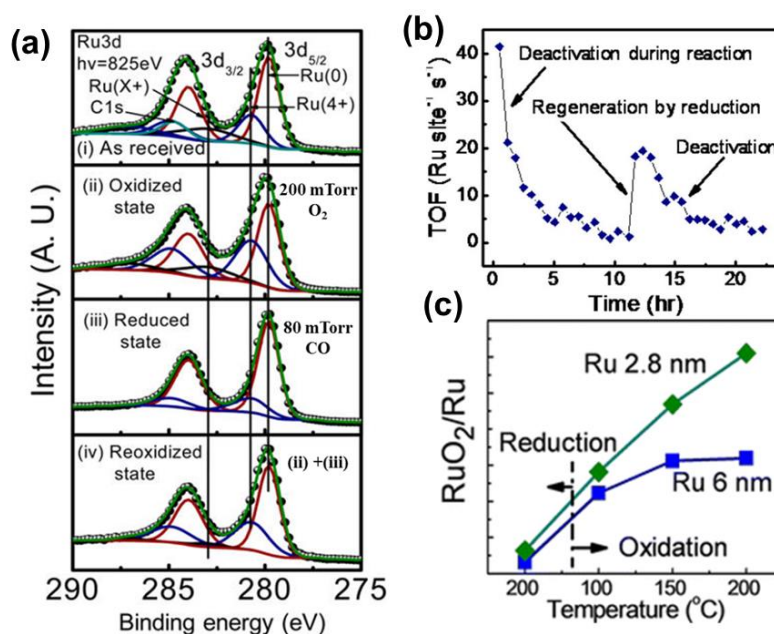 (a)
Ru3d
hv=825eV
3d3/2
3d5/2
Ru(X+)
C1s
Ru(0)
Ru(4+)
(i) As received
(ii) Oxidized
state
200 mTorr
O2
(iii) Reduced
state
80 mTorr
CO
(iv) Reoxidized
state
(ii) +(iii)
Intensity (A. U.)
290 285 280 275
Binding energy (eV)
(b)
40
30
20
10
0
TOF (Ru site⁻¹ s⁻¹)
Deactivation during reaction
Regeneration by reduction
Deactivation
0 5 10 15 20
Time (hr)
(c)
RuO2/Ru
Ru 2.8 nm
Reduction
Ru 6 nm
Oxidation
200 100 150 200
Temperature (°C)